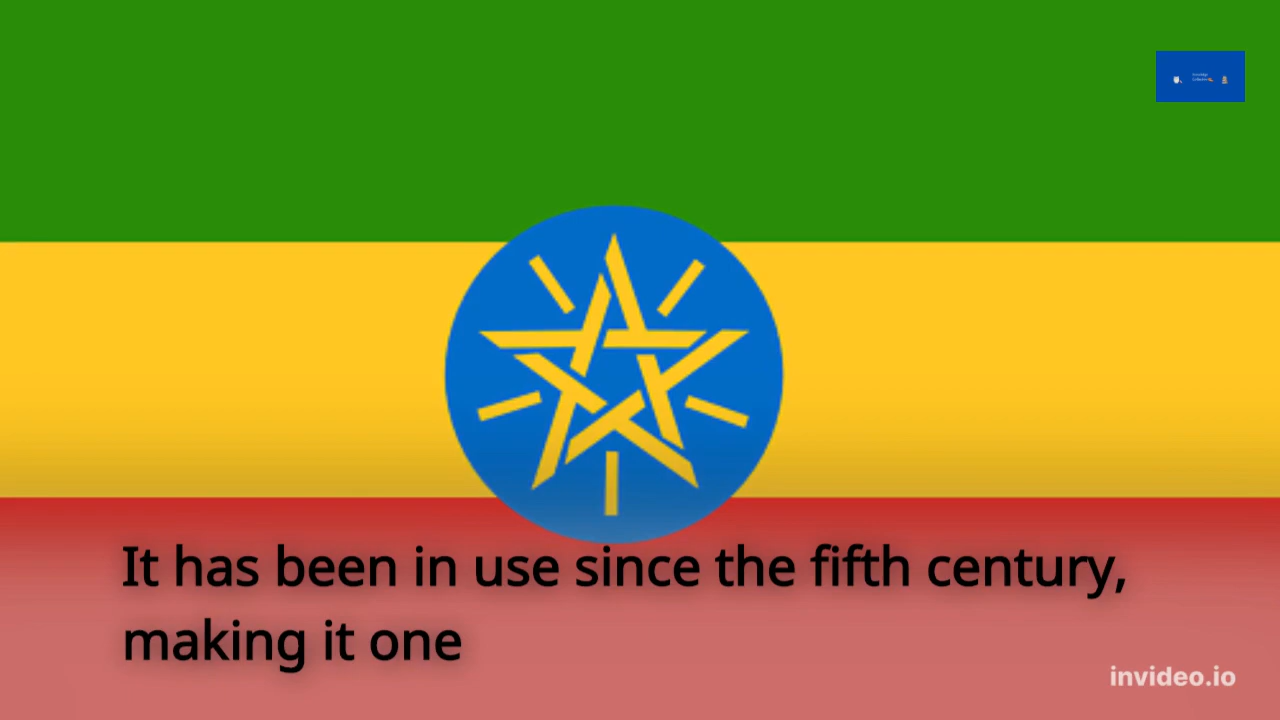 It has been in use since the fifth century,
making it one
invideo.io